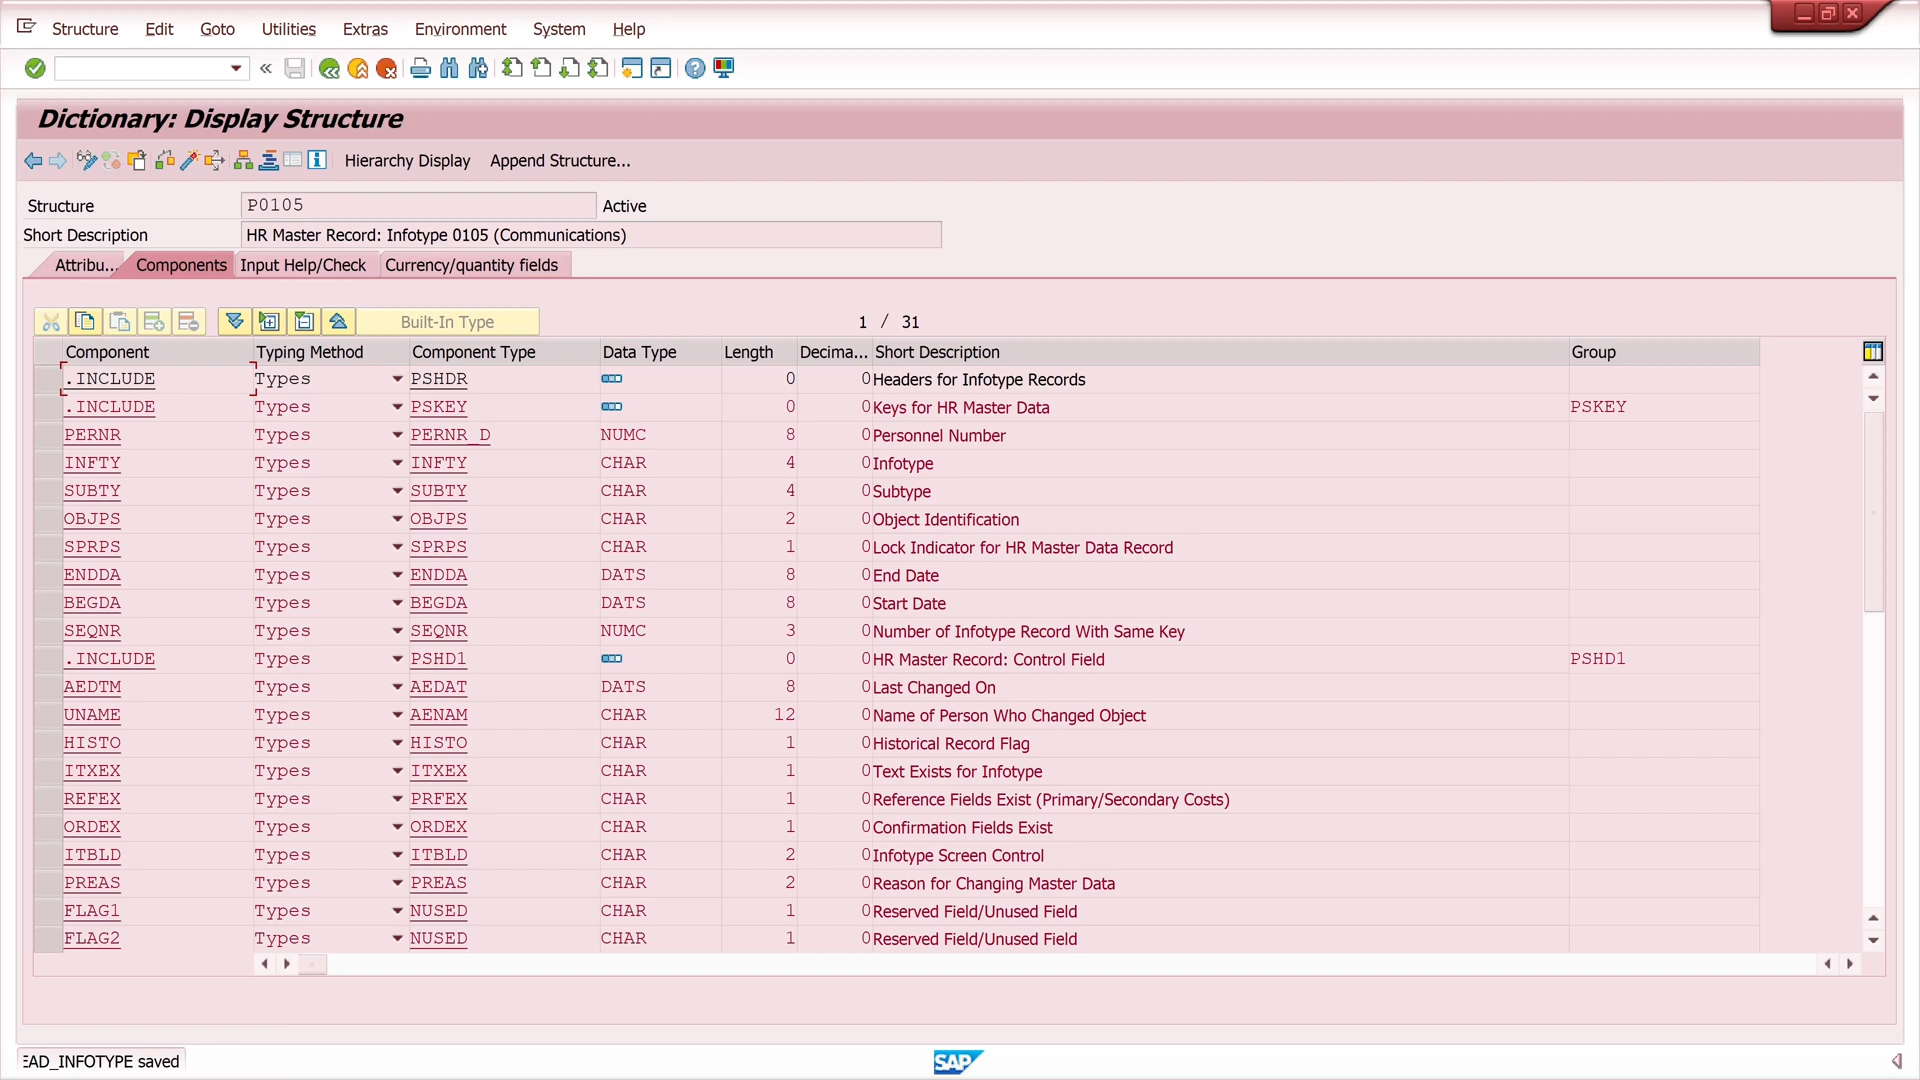 Structure Edit Goto Utilities Extras Environment System Help
Dictionary: Display Structure
Hierarchy Display Append Structure...
Structure P0105 Active
Short Description HR Master Record: Infotype 0105 (Communications)
Attribu... Components Input Help/Check Currency/quantity fields
Built-In Type 1 / 31
Component Typing Method Component Type Data Type Length Decima... Short Description Group
.INCLUDE Types PSHDR 0 0 Headers for Infotype Records
.INCLUDE Types PSKEY 0 0 Keys for HR Master Data PSKEY
PERNR Types PERNR_D NUMC 8 0 Personnel Number
INFTY Types INFTY CHAR 4 0 Infotype
SUBTY Types SUBTY CHAR 4 0 Subtype
OBJPS Types OBJPS CHAR 2 0 Object Identification
SPRPS Types SPRPS CHAR 1 0 Lock Indicator for HR Master Data Record
ENDDA Types ENDDA DATS 8 0 End Date
BEGDA Types BEGDA DATS 8 0 Start Date
SEQNR Types SEQNR NUMC 3 0 Number of Infotype Record With Same Key
.INCLUDE Types PSHD1 0 0 HR Master Record: Control Field PSHD1
AEDTM Types AEDAT DATS 8 0 Last Changed On
UNAME Types AENAM CHAR 12 0 Name of Person Who Changed Object
HISTO Types HISTO CHAR 1 0 Historical Record Flag
ITXEX Types ITXEX CHAR 1 0 Text Exists for Infotype
REFEX Types PRFEX CHAR 1 0 Reference Fields Exist (Primary/Secondary Costs)
ORDEX Types ORDEX CHAR 1 0 Confirmation Fields Exist
ITBLD Types ITBLD CHAR 2 0 Infotype Screen Control
PREAS Types PREAS CHAR 2 0 Reason for Changing Master Data
FLAG1 Types NUSED CHAR 1 0 Reserved Field/Unused Field
FLAG2 Types NUSED CHAR 1 0 Reserved Field/Unused Field
EAD_INFOTYPE saved SAP